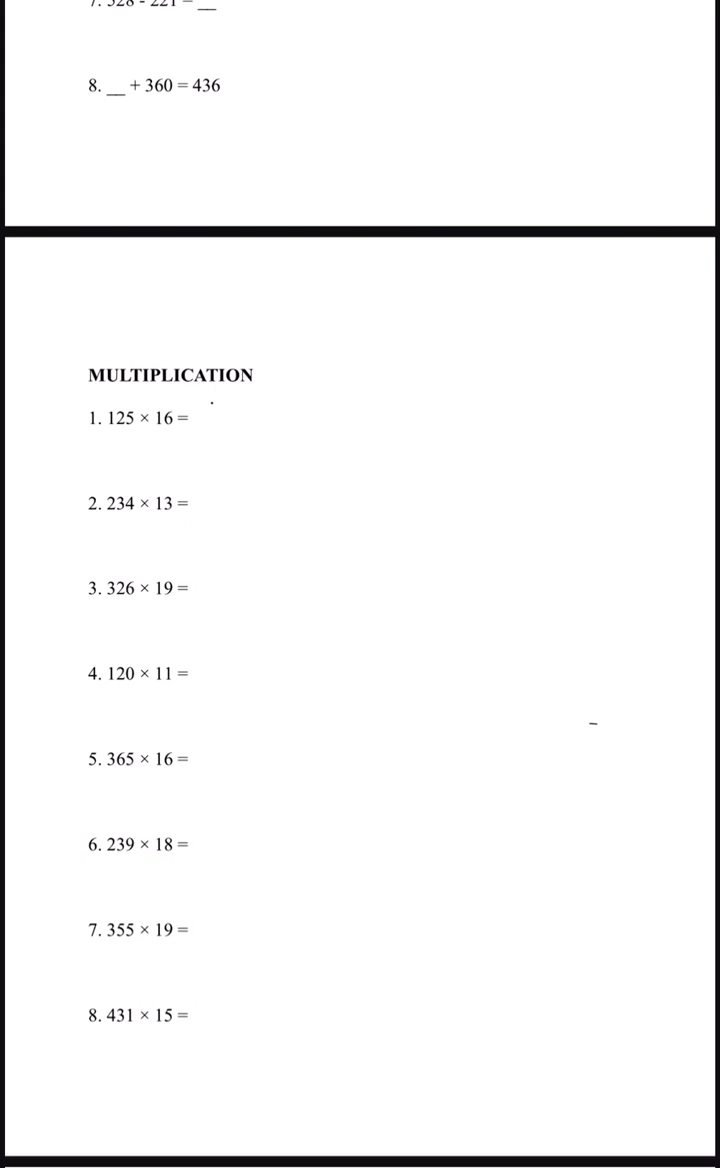 8. __ + 360 = 436
MULTIPLICATION
1. 125 × 16 =
2. 234 × 13 =
3. 326 × 19 =
4. 120 × 11 =
5. 365 × 16 =
6. 239 × 18 =
7. 355 × 19 =
8. 431 × 15 =